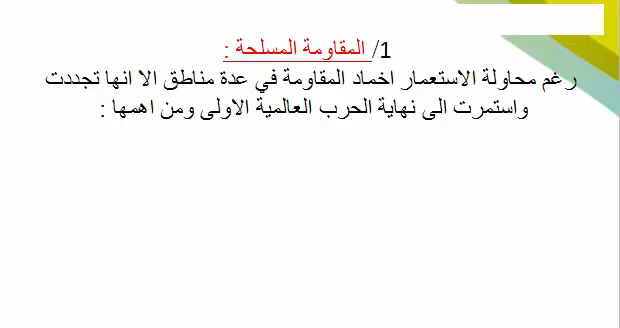 1/ المقاومة المسلحة :
رغم محاولة الاستعمار اخماد المقاومة في عدة مناطق الا انها تجددت
واستمرت الى نهاية الحرب العالمية الاولى ومن اهمها :